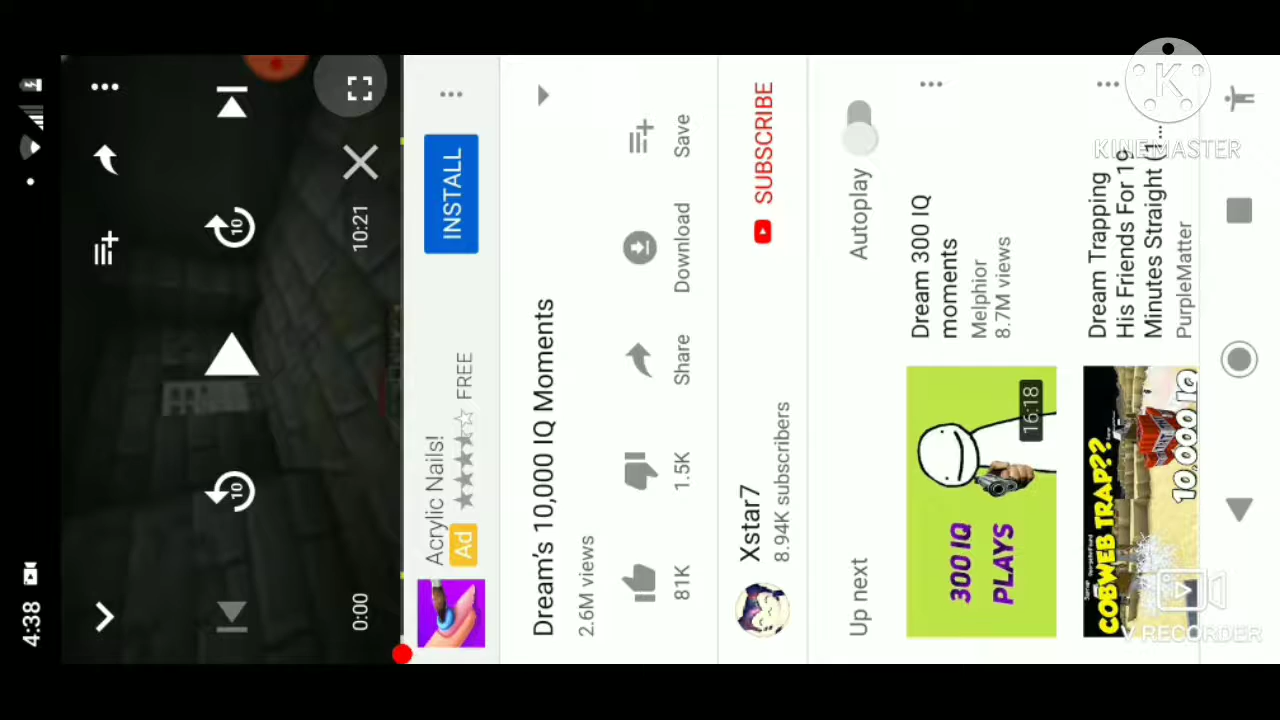 4:38
10
10
0:00
10:21
Acrylic Nails!
Ad
FREE
INSTALL
Dream's 10,000 IQ Moments
2.6M views
81K
1.5K
Share
Download
Save
Xstar7
8.94K subscribers
SUBSCRIBE
Up next
Autoplay
300 IQ
PLAYS
16:18
Dream 300 IQ
moments
Melphior
8.7M views
COBWEB TRAP??
10,000 IQ
Dream Trapping
His Friends For 19
Minutes Straight (1...
PurpleMatter
K
KINEMASTER
V RECORDER